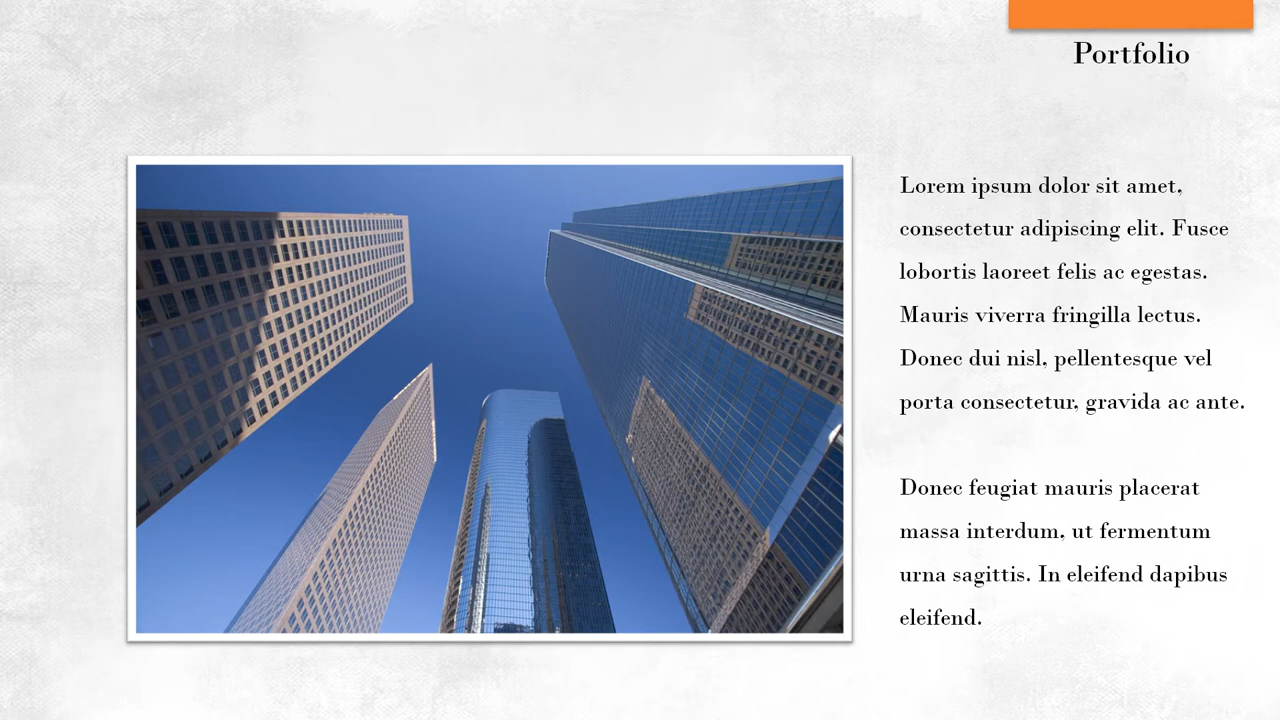 Portfolio
Lorem ipsum dolor sit amet,
consectetur adipiscing elit. Fusce
lobortis laoreet felis ac egestas.
Mauris viverra fringilla lectus.
Donec dui nisl, pellentesque vel
porta consectetur, gravida ac ante.
Donec feugiat mauris placerat
massa interdum, ut fermentum
urna sagittis. In eleifend dapibus
eleifend.